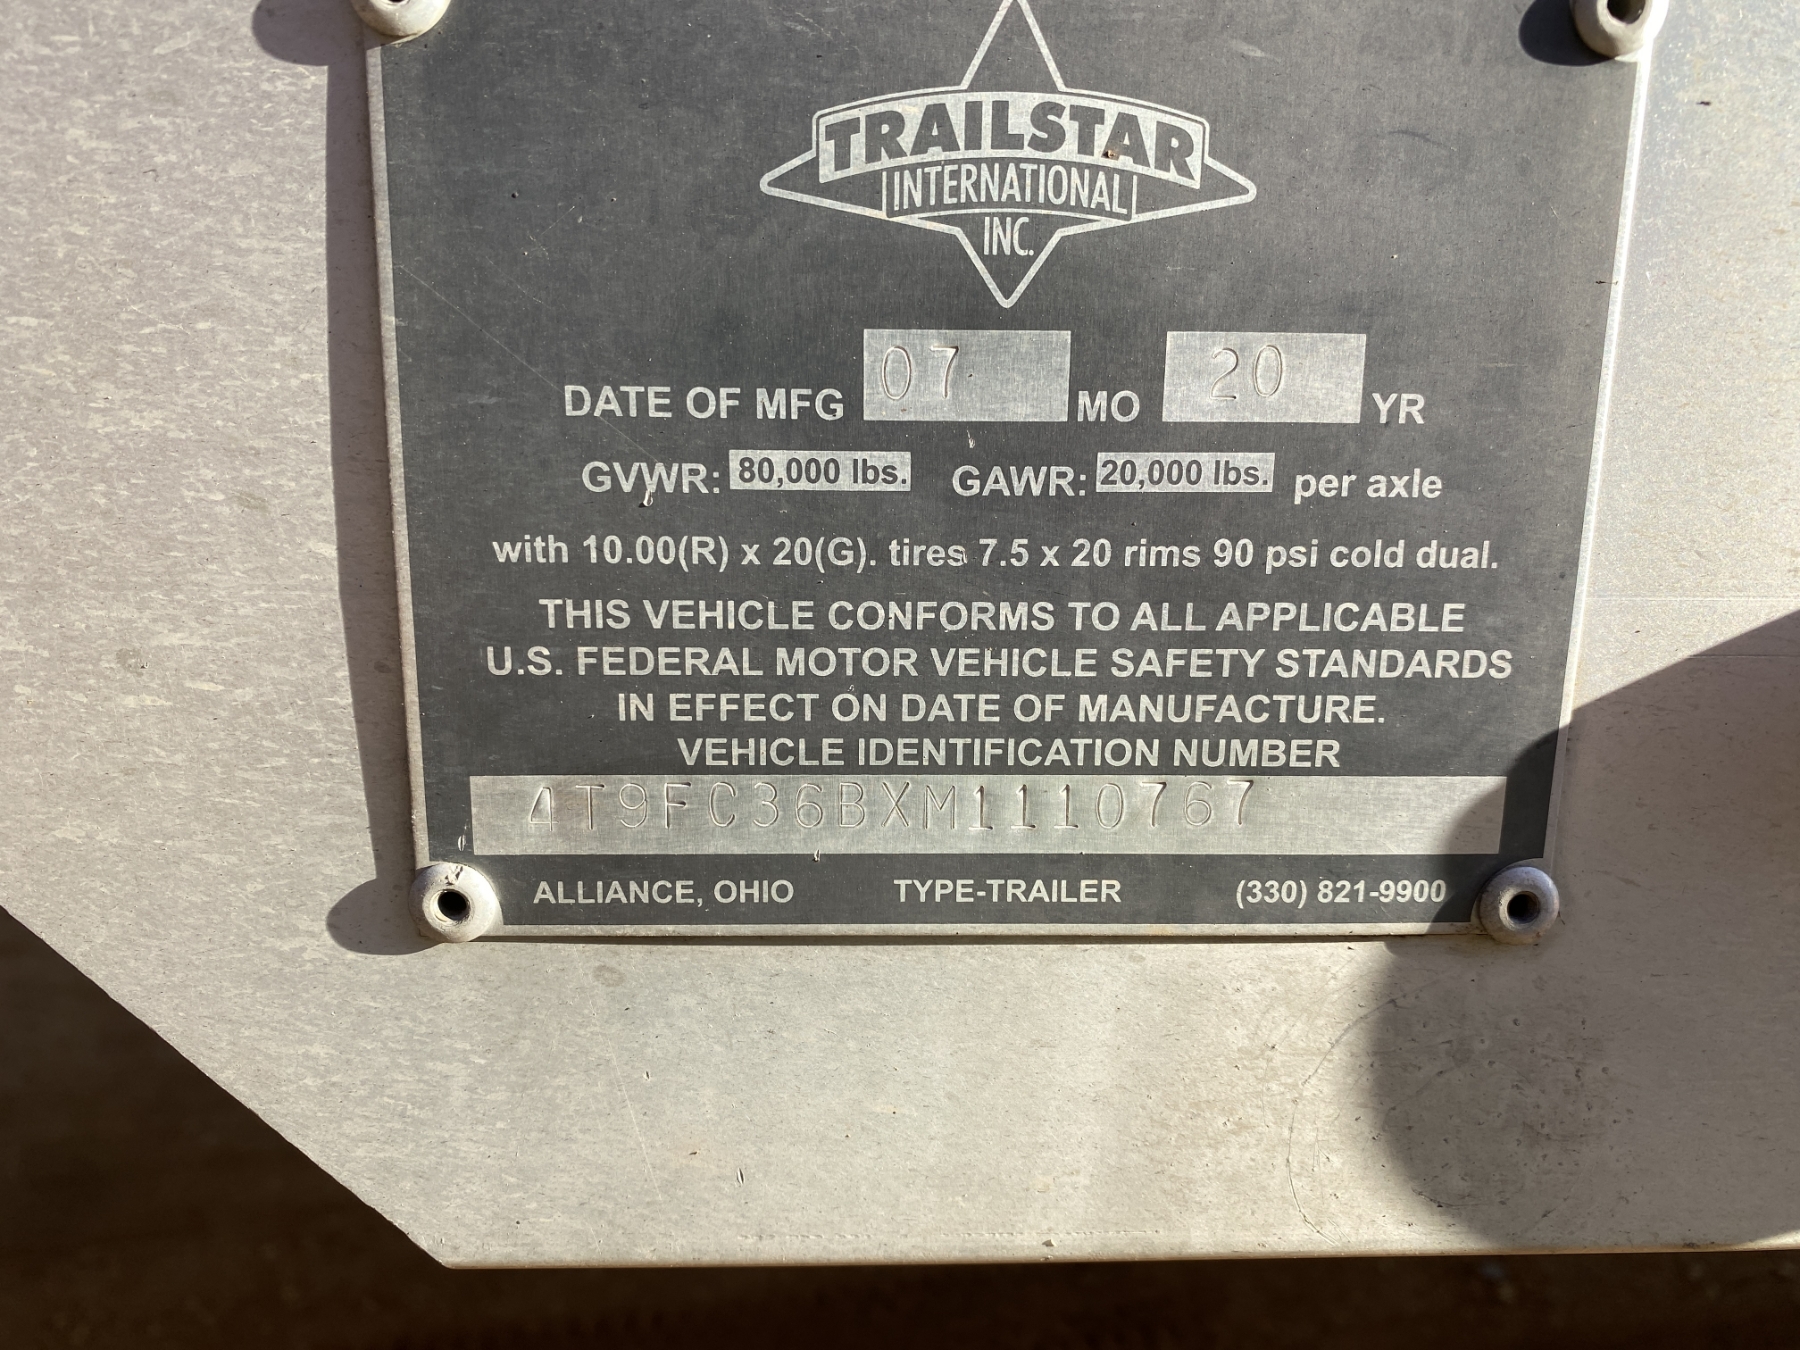 TRAILSTAR
INTERNATIONAL
INC.
DATE OF MFG 07 MO 20 YR
GVWR: 80,000 lbs. GAWR: 20,000 lbs. per axle
with 10.00(R) x 20(G). tires 7.5 x 20 rims 90 psi cold dual.
THIS VEHICLE CONFORMS TO ALL APPLICABLE
U.S. FEDERAL MOTOR VEHICLE SAFETY STANDARDS
IN EFFECT ON DATE OF MANUFACTURE.
VEHICLE IDENTIFICATION NUMBER
4T9FC36BXM1110767
ALLIANCE, OHIO TYPE-TRAILER (330) 821-9900